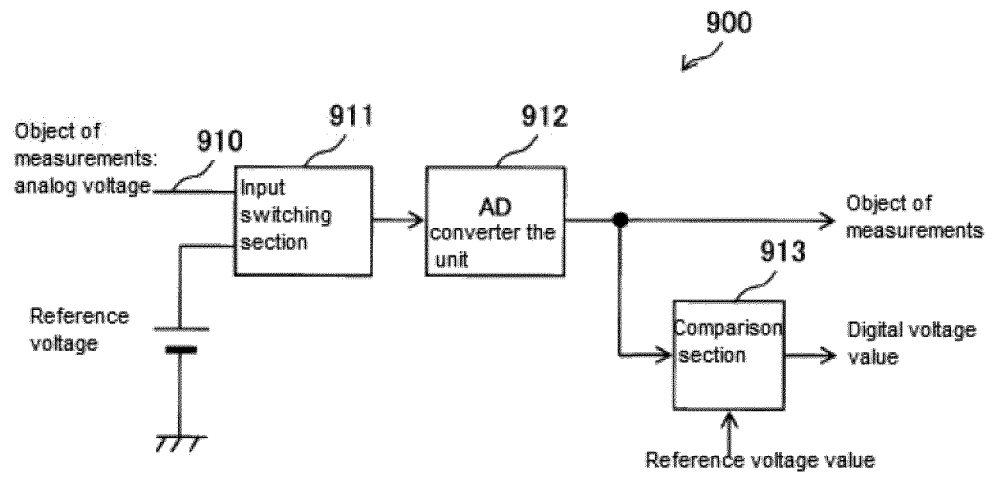 900
911
912
Object of
measurements:
analog voltage
910
Input
switching
section
AD
converter the
unit
Object of
measurements
913
Reference
voltage
Comparison
section
Digital voltage
value
Reference voltage value